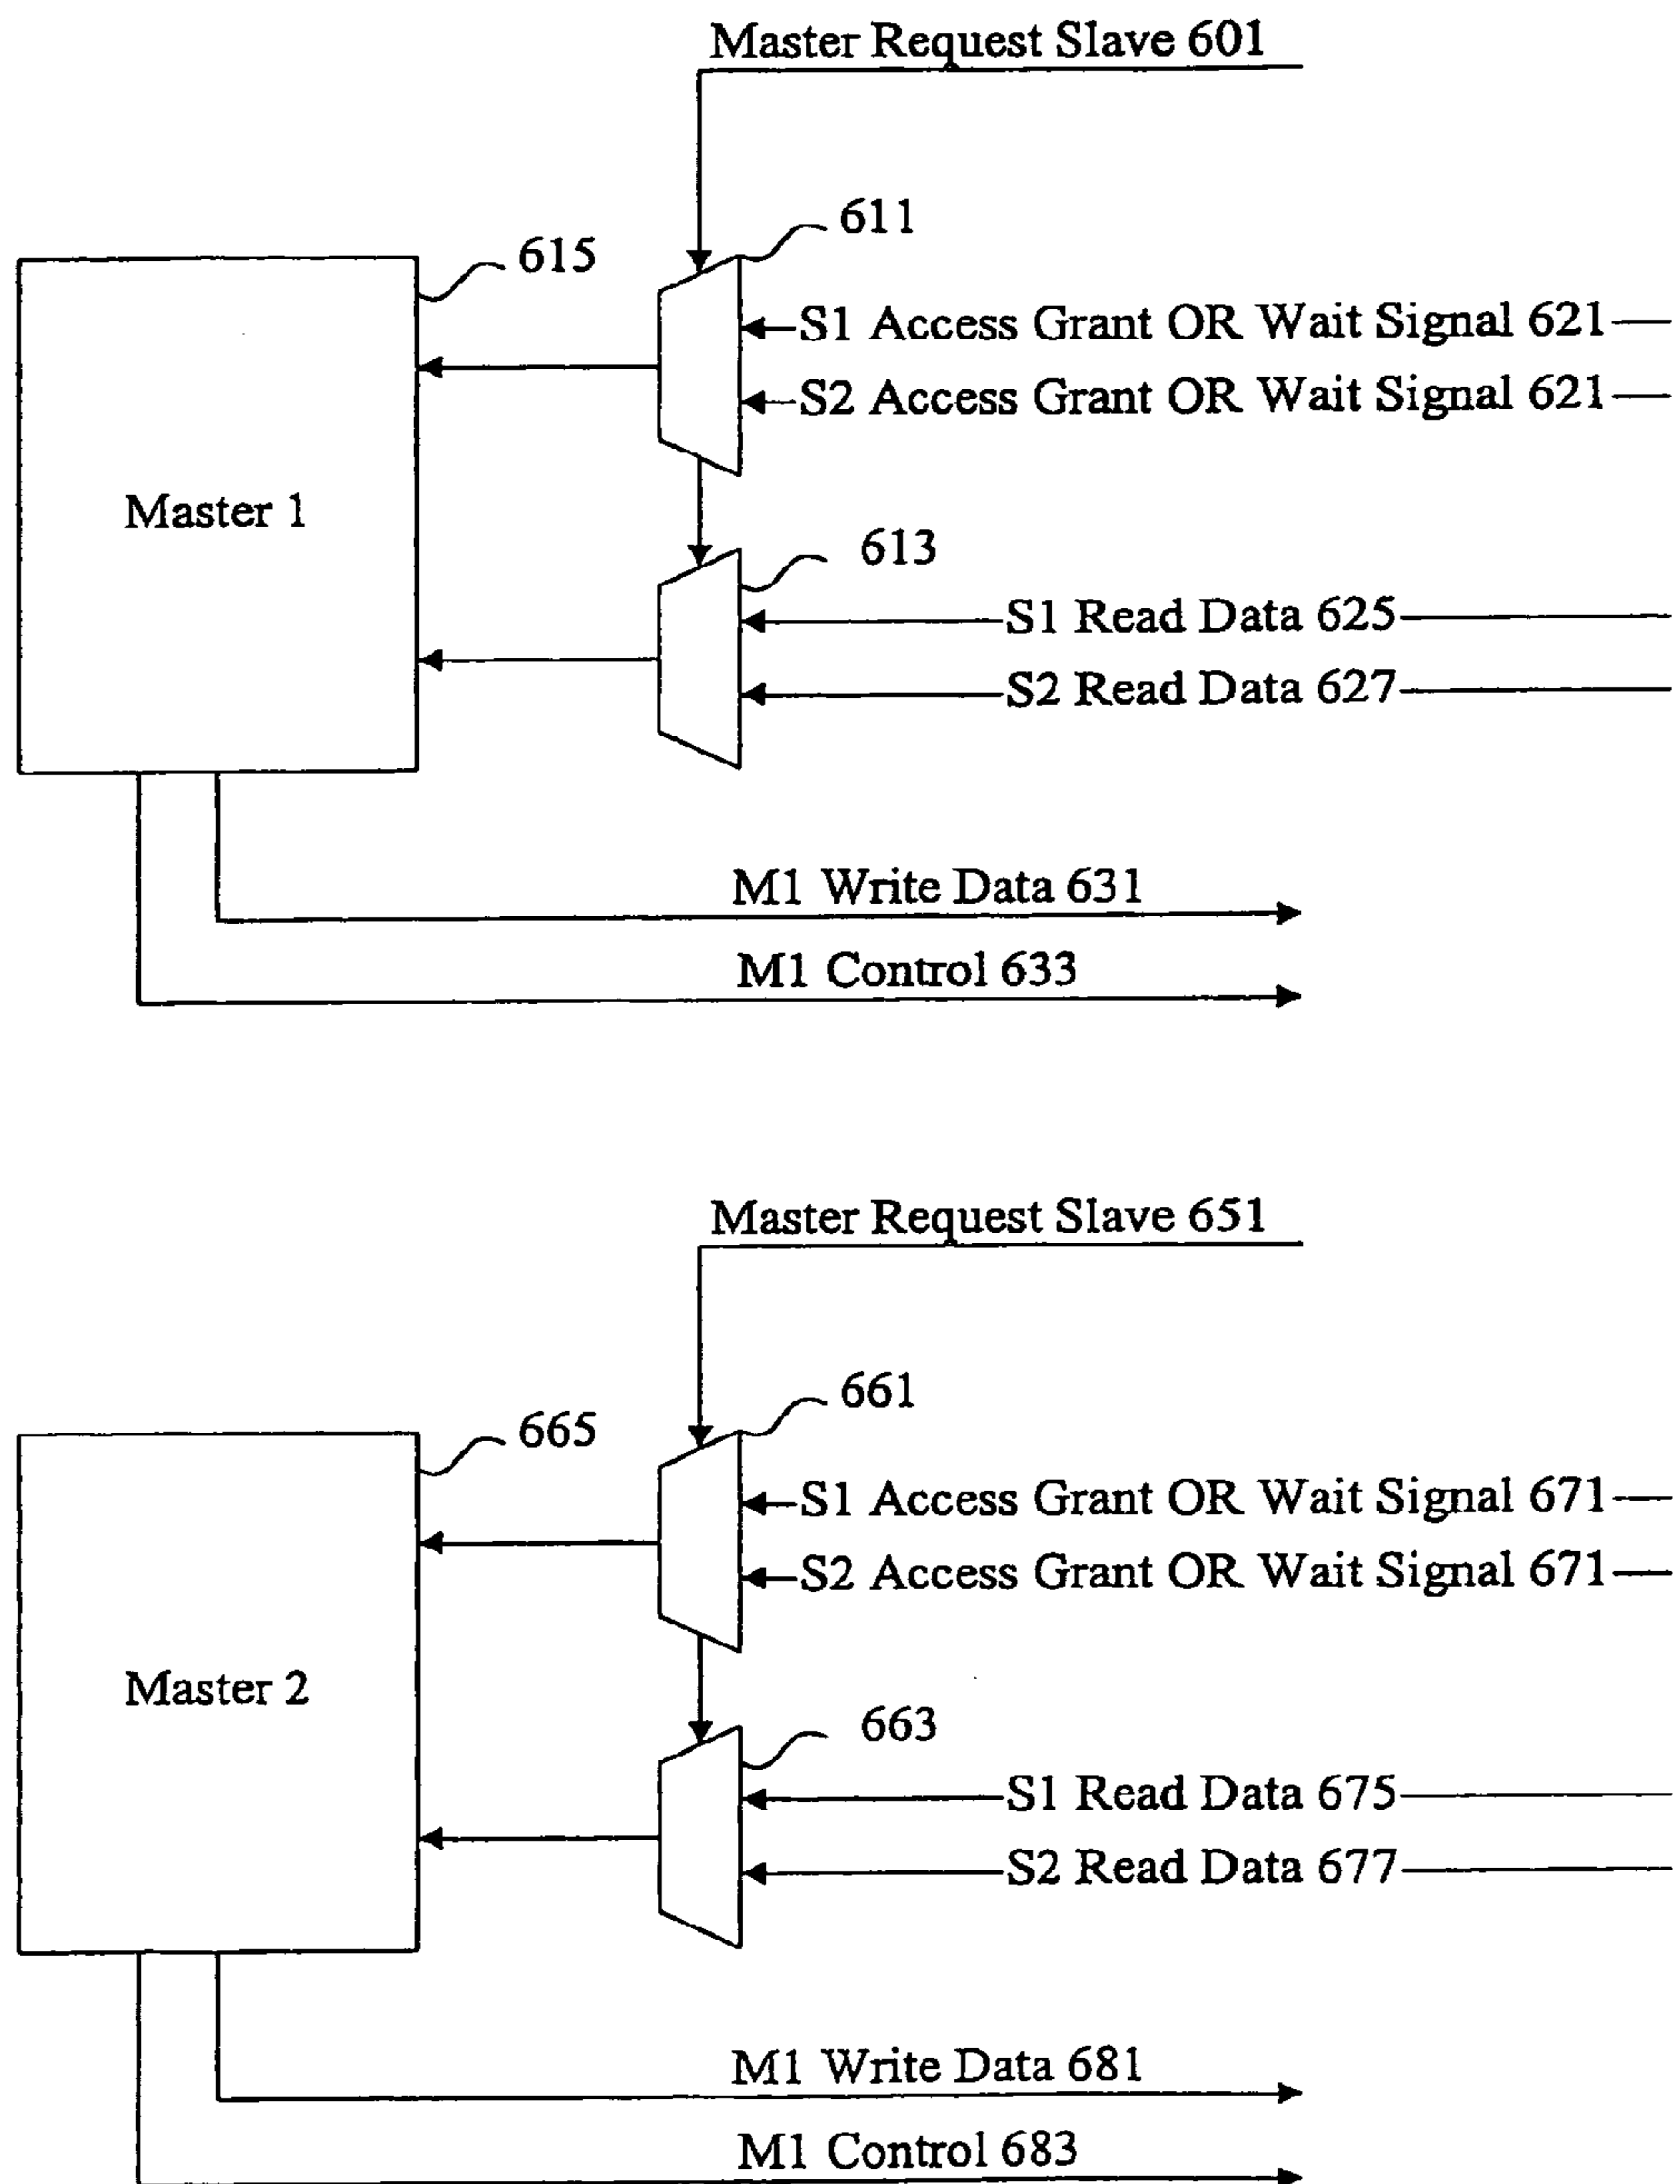 Master Request Slave 601
611
615
S1 Access Grant OR Wait Signal 621
S2 Access Grant OR Wait Signal 621
Master 1
613
S1 Read Data 625
S2 Read Data 627
M1 Write Data 631
M1 Control 633
Master Request Slave 651
661
665
S1 Access Grant OR Wait Signal 671
S2 Access Grant OR Wait Signal 671
Master 2
663
S1 Read Data 675
S2 Read Data 677
M1 Write Data 681
M1 Control 683